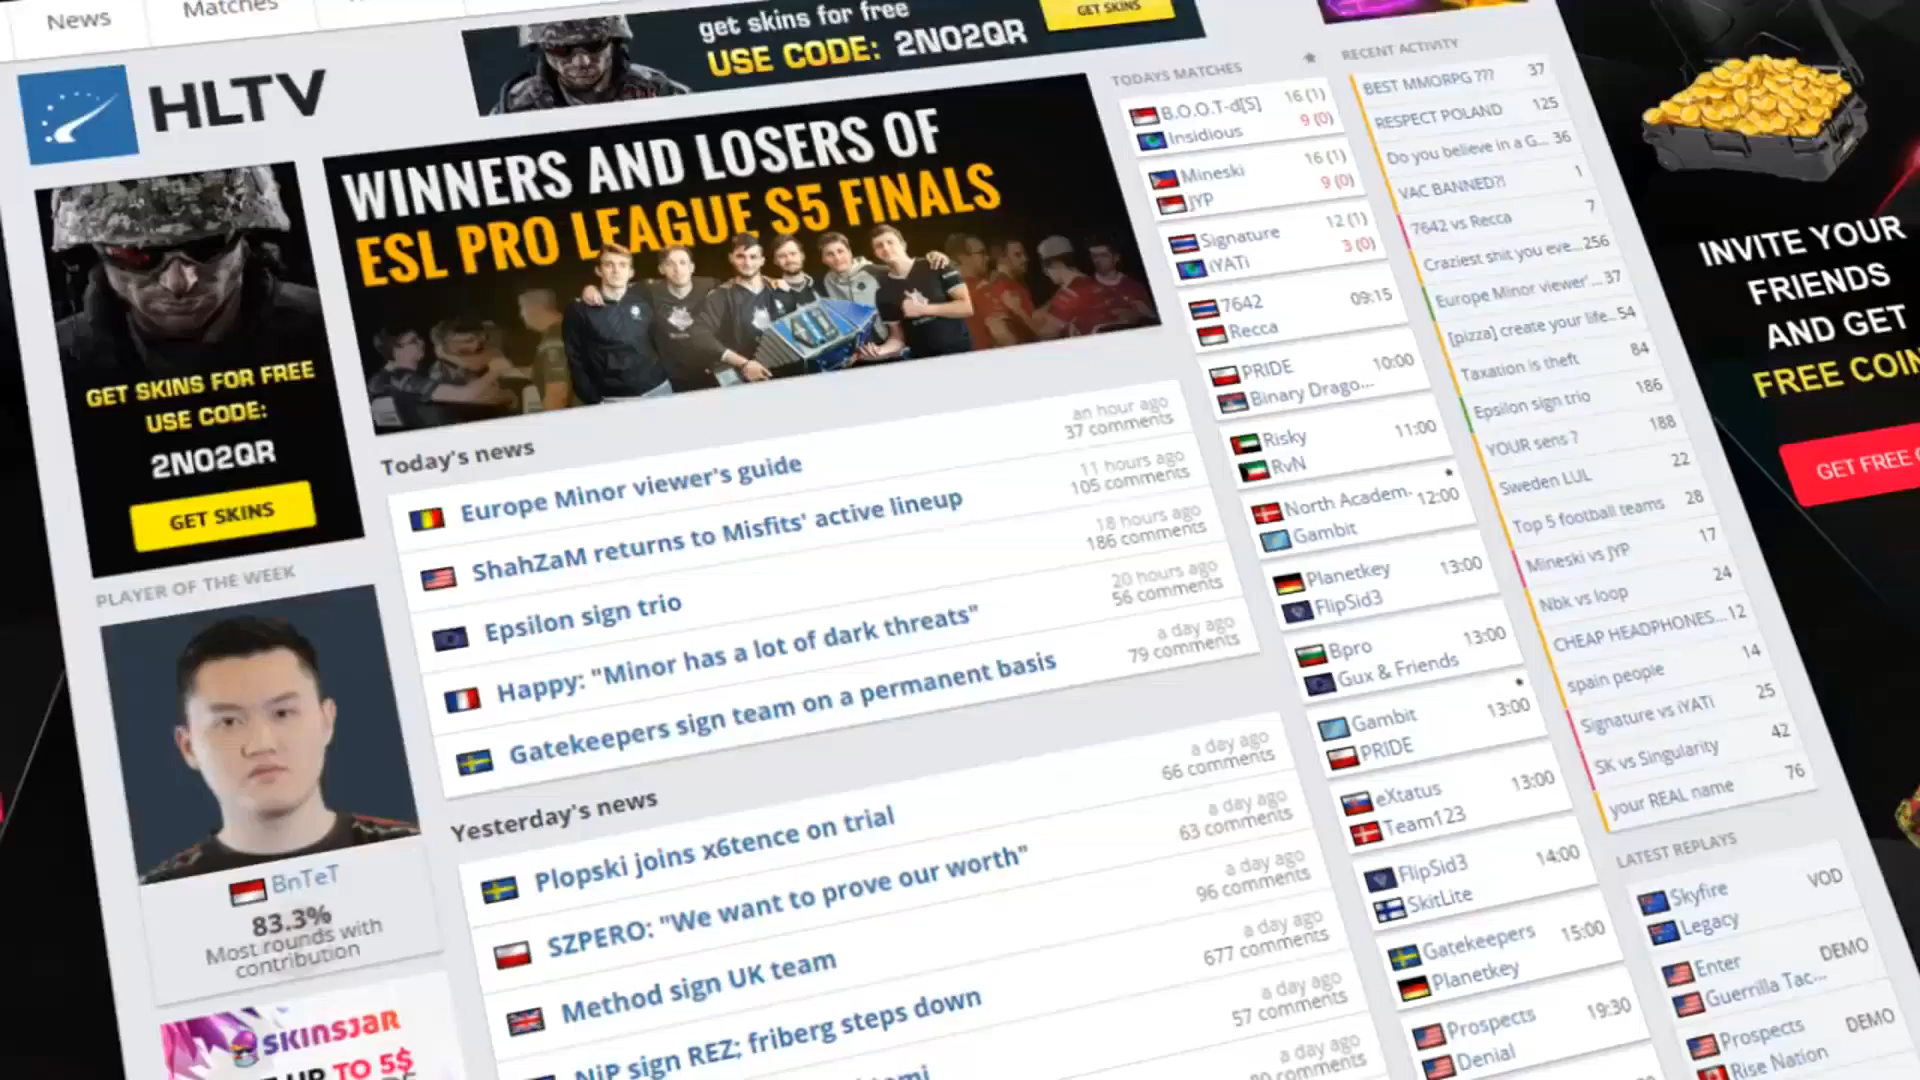 News
Matches
HLTV
get skins for free
USE CODE: 2NO2QR
GET SKINS
GET SKINS FOR FREE
USE CODE:
2NO2QR
GET SKINS
PLAYER OF THE WEEK
BnTeT
83.3%
Most rounds with
contribution
SKINSJAR
UP TO 5$
WINNERS AND LOSERS OF
ESL PRO LEAGUE S5 FINALS
Today's news
Europe Minor viewer's guide
an hour ago
37 comments
ShahZaM returns to Misfits' active lineup
11 hours ago
105 comments
Epsilon sign trio
18 hours ago
186 comments
Happy: "Minor has a lot of dark threats"
20 hours ago
56 comments
Gatekeepers sign team on a permanent basis
a day ago
79 comments
Yesterday's news
Plopski joins x6tence on trial
a day ago
66 comments
SZPERO: "We want to prove our worth"
a day ago
63 comments
Method sign UK team
a day ago
96 comments
NiP sign REZ; friberg steps down
a day ago
677 comments
a day ago
57 comments
a day ago
TODAYS MATCHES
B.O.O.T-d[S] 16 (1)
Insidious 9 (0)
Mineski 16 (1)
JYP 9 (0)
Signature 12 (1)
iYATi 3 (0)
7642 09:15
Recca
PRIDE 10:00
Binary Drago...
Risky 11:00
RvN
North Academ. 12:00
Gambit
Planetkey 13:00
FlipSid3
Bpro 13:00
Gux & Friends
Gambit 13:00
PRIDE
eXtatus 13:00
Team123
FlipSid3 14:00
SkitLite
Gatekeepers 15:00
Planetkey
Prospects 19:30
Denial
RECENT ACTIVITY
BEST MMORPG ??? 37
RESPECT POLAND 125
Do you believe in a G... 36
VAC BANNED?! 1
7642 vs Recca 7
Craziest shit you eve... 256
Europe Minor viewer'... 37
[pizza] create your life... 54
Taxation is theft 84
Epsilon sign trio 186
YOUR sens ? 188
Sweden LUL 22
Top 5 football teams 28
Mineski vs JYP 17
Nbk vs loop 24
CHEAP HEADPHONES... 12
spain people 14
Signature vs iYATi 25
SK vs Singularity 42
your REAL name 76
LATEST REPLAYS
Skyfire VOD
Legacy
Enter DEMO
Guerrilla Tac...
Prospects DEMO
Rise Nation
INVITE YOUR
FRIENDS
AND GET
FREE COIN
GET FREE